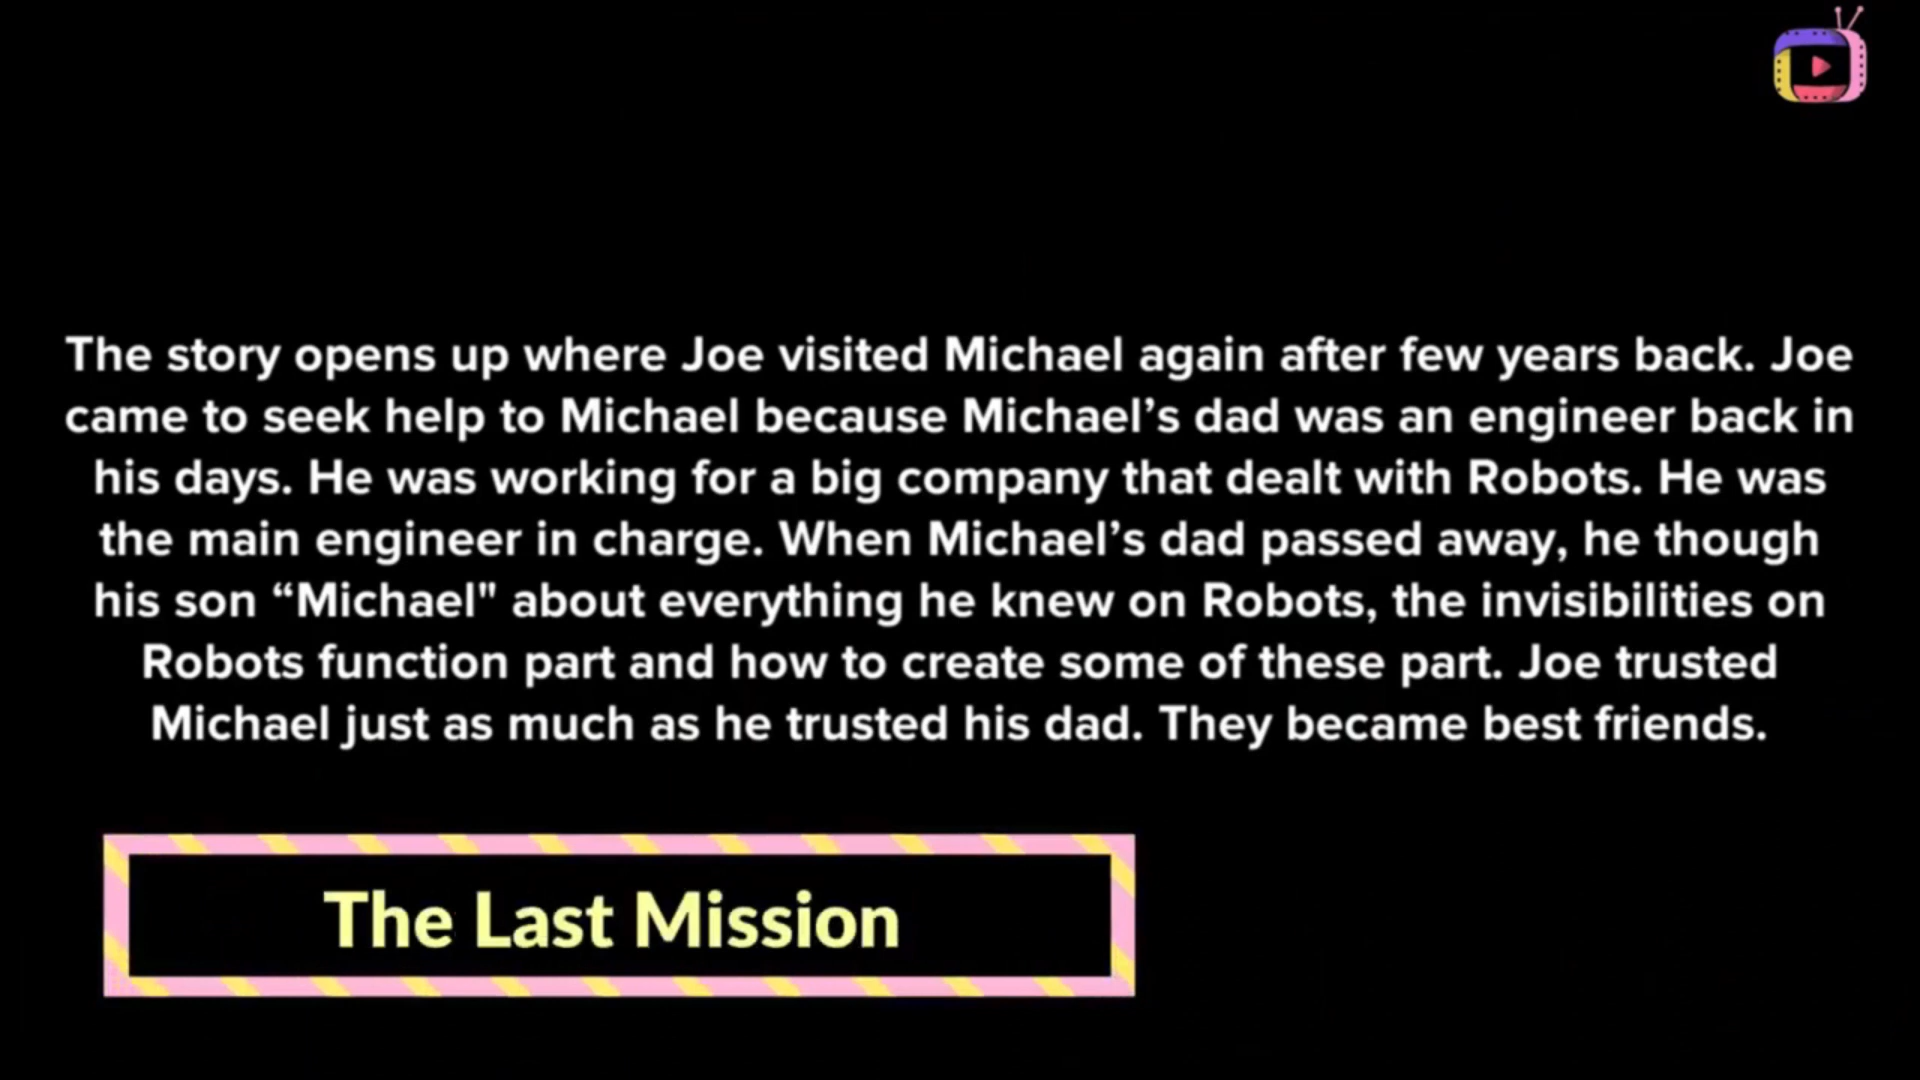 The story opens up where Joe visited Michael again after few years back. Joe
came to seek help to Michael because Michael’s dad was an engineer back in
his days. He was working for a big company that dealt with Robots. He was
the main engineer in charge. When Michael’s dad passed away, he though
his son “Michael" about everything he knew on Robots, the invisibilities on
Robots function part and how to create some of these part. Joe trusted
Michael just as much as he trusted his dad. They became best friends.
The Last Mission